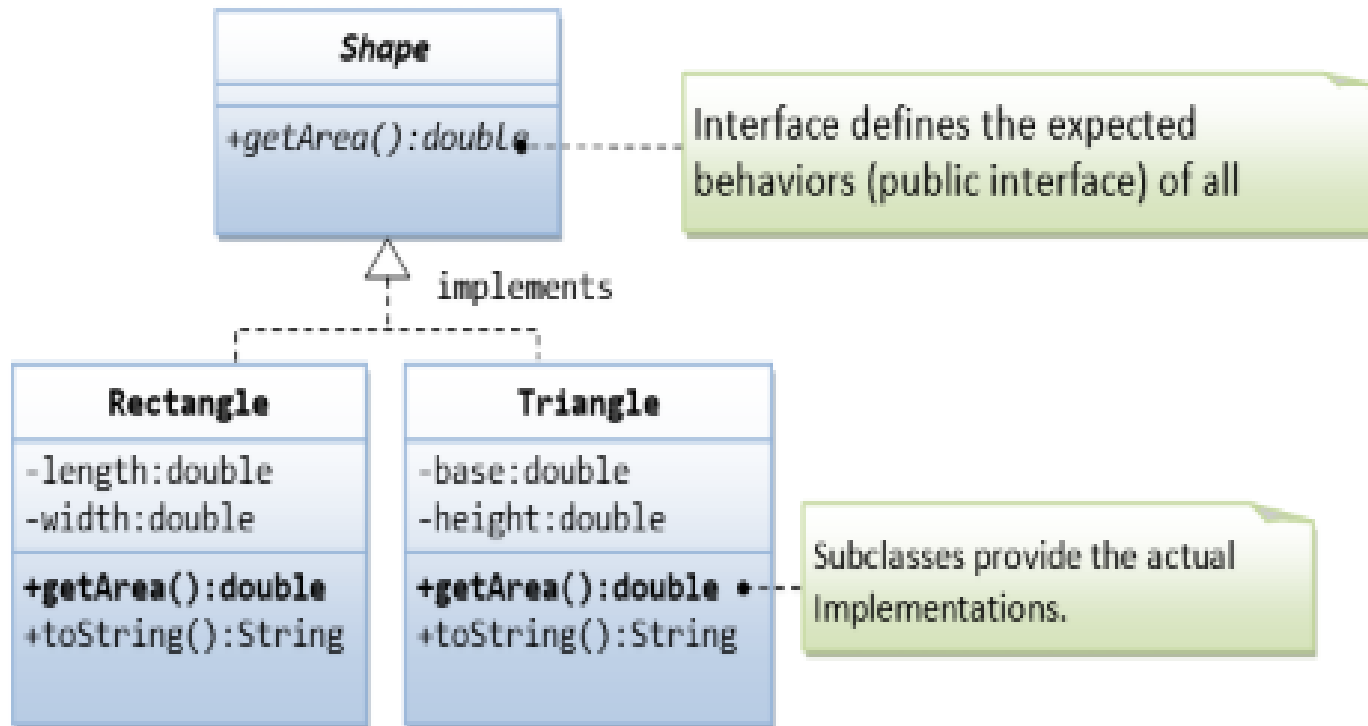 Shape
+getArea():double
Interface defines the expected
behaviors (public interface) of all
implements
Rectangle
-length:double
-width:double
+getArea():double
+toString():String
Triangle
-base:double
-height:double
+getArea():double
+toString():String
Subclasses provide the actual
Implementations.